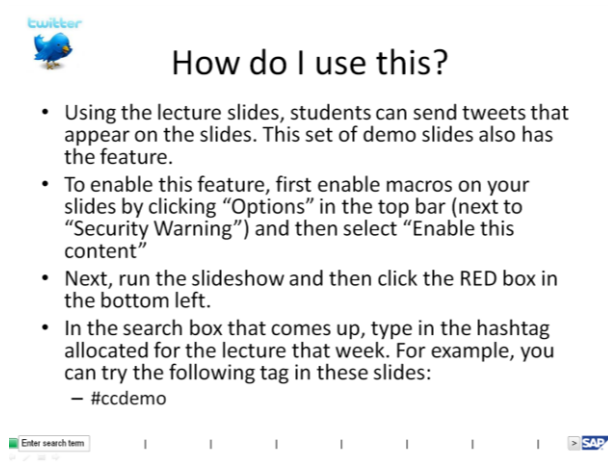 twitter
How do I use this?
• Using the lecture slides, students can send tweets that
appear on the slides. This set of demo slides also has
the feature.
• To enable this feature, first enable macros on your
slides by clicking “Options” in the top bar (next to
“Security Warning”) and then select “Enable this
content”
• Next, run the slideshow and then click the RED box in
the bottom left.
• In the search box that comes up, type in the hashtag
allocated for the lecture that week. For example, you
can try the following tag in these slides:
– #ccdemo
Enter search term | | | | | | | > SAP